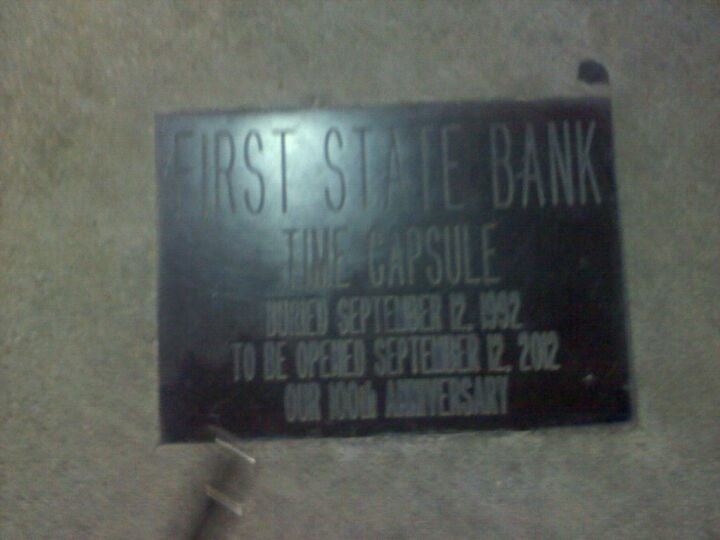 FIRST STATE BANK
TIME CAPSULE
BURIED SEPTEMBER 12, 1992
TO BE OPENED SEPTEMBER 12, 2012
OUR 100th ANNIVERSARY